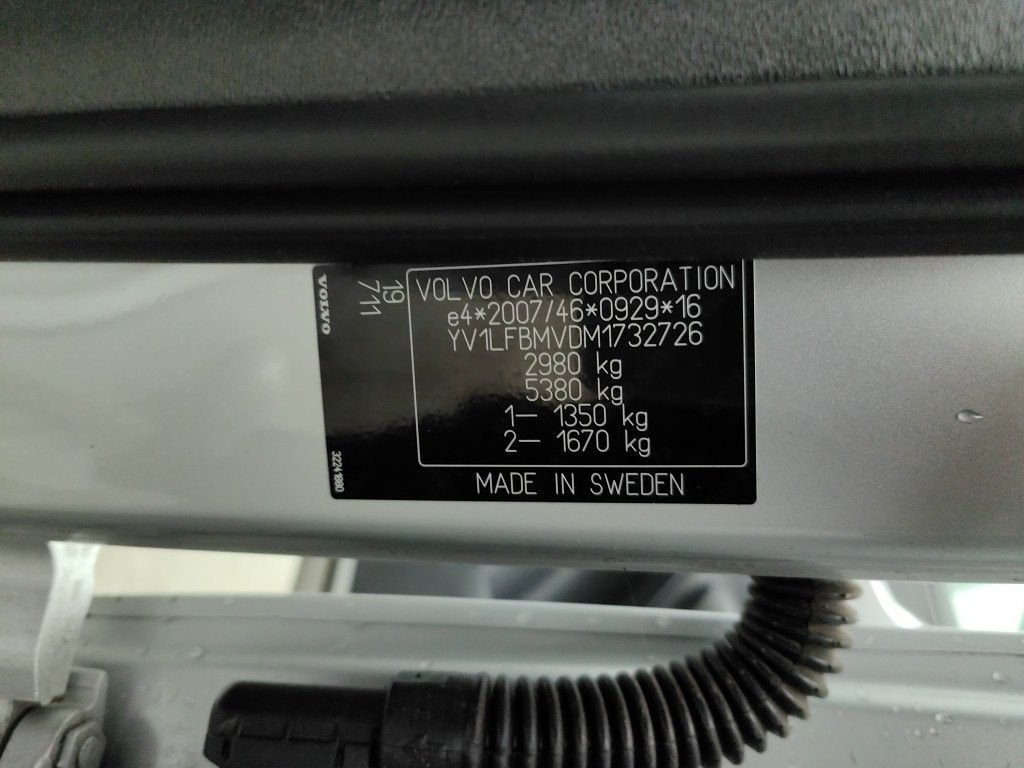 VOLVO
19
711
VOLVO CAR CORPORATION
e4*2007/46*0929*16
YV1LFBMVDM1732726
2980 kg
5380 kg
1– 1350 kg
2– 1670 kg
MADE IN SWEDEN
32241980